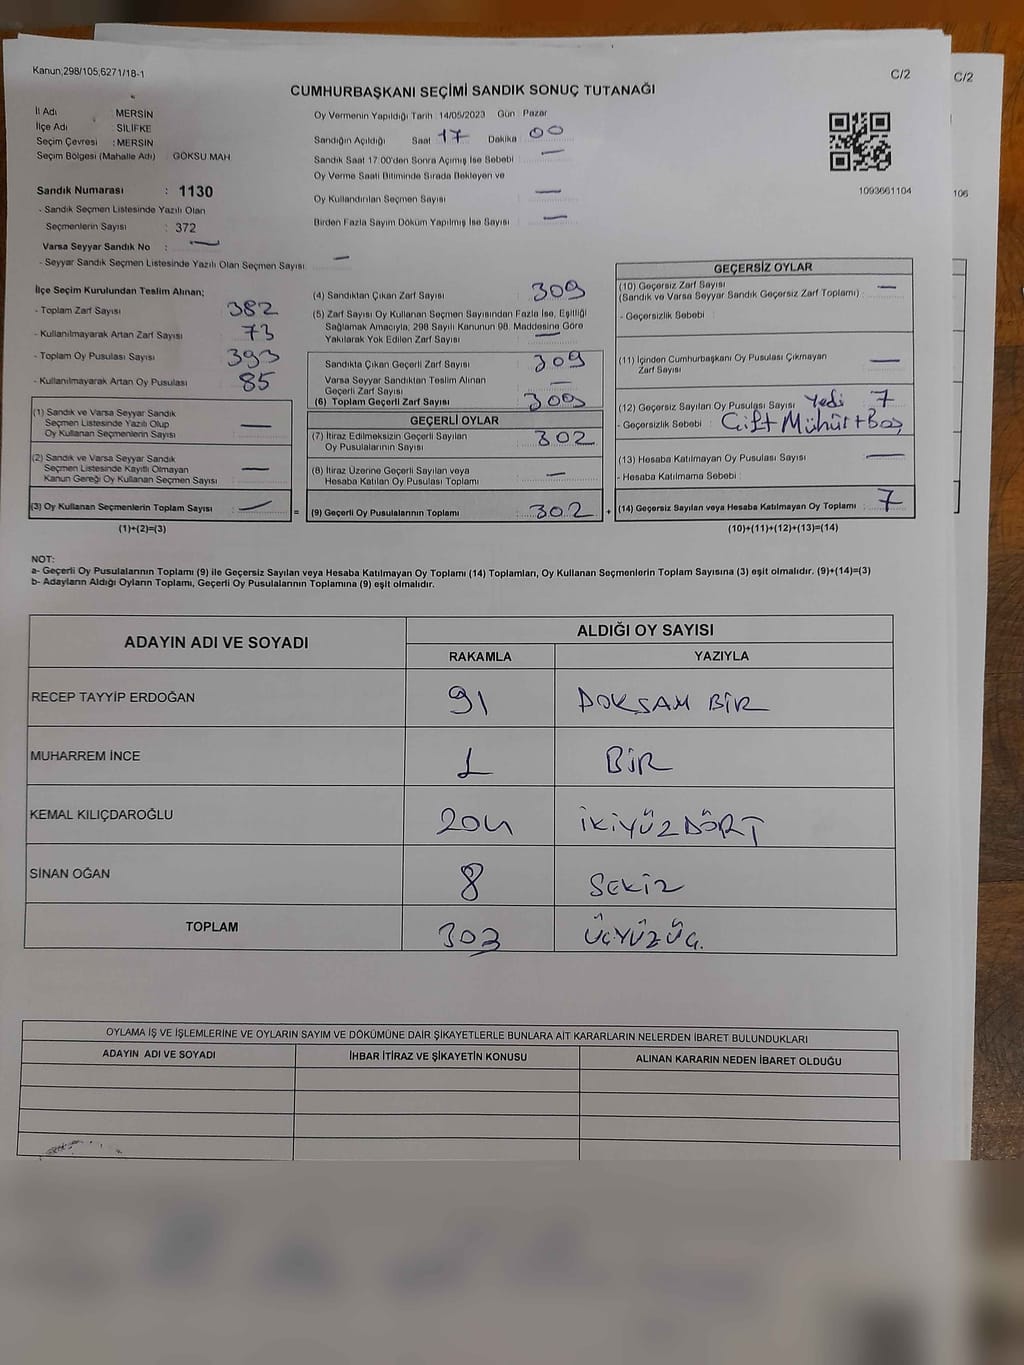 Kanun;298/105,6271/18-1
C/2
C/2
CUMHURBAŞKANI SEÇİMİ SANDIK SONUÇ TUTANAĞI
İl Adı : MERSİN
İlçe Adı : SİLİFKE
Seçim Çevresi : MERSİN
Seçim Bölgesi (Mahalle Adı) GÖKSU MAH
Sandık Numarası : 1130
- Sandık Seçmen Listesinde Yazılı Olan
Seçmenlerin Sayısı : 372
Varsa Seyyar Sandık No : —
- Seyyar Sandık Seçmen Listesinde Yazılı Olan Seçmen Sayısı —
Oy Vermenin Yapıldığı Tarih : 14/05/2023 Gün Pazar
Sandığın Açıldığı Saat 17 Dakika 00
Sandık Saat 17.00'den Sonra Açımış İse Sebebi —
Oy Verme Saati Bitiminde Sırada Bekleyen ve
Oy Kullandırılan Seçmen Sayısı —
Birden Fazla Sayım Döküm Yapılmış İse Sayısı —
1093661104
106
İlçe Seçim Kurulundan Teslim Alınan;
- Toplam Zarf Sayısı 382
- Kullanılmayarak Artan Zarf Sayısı 73
- Toplam Oy Pusulası Sayısı 393
- Kullanılmayarak Artan Oy Pusulası 85
(1) Sandık ve Varsa Seyyar Sandık
Seçmen Listesinde Yazılı Olup
Oy Kullanan Seçmenlerin Sayısı —
(2) Sandık ve Varsa Seyyar Sandık
Seçmen Listesinde Kayıtlı Olmayan
Kanun Gereği Oy Kullanan Seçmen Sayısı —
(3) Oy Kullanan Seçmenlerin Toplam Sayısı —
(1)+(2)=(3)
=
(4) Sandıktan Çıkan Zarf Sayısı 309
(5) Zarf Sayısı Oy Kullanan Seçmen Sayısından Fazla İse, Eşitliği
Sağlamak Amacıyla, 298 Sayılı Kanunun 98. Maddesine Göre
Yakılarak Yok Edilen Zarf Sayısı —
Sandıkta Çıkan Geçerli Zarf Sayısı 309
Varsa Seyyar Sandıktan Teslim Alınan
Geçerli Zarf Sayısı —
(6) Toplam Geçerli Zarf Sayısı 309
GEÇERLİ OYLAR
(7) İtiraz Edilmeksizin Geçerli Sayılan
Oy Pusulalarının Sayısı 302
(8) İtiraz Üzerine Geçerli Sayılan veya
Hesaba Katılan Oy Pusulası Toplamı —
(9) Geçerli Oy Pusulalarının Toplamı 302
+
GEÇERSİZ OYLAR
(10) Geçersiz Zarf Sayısı
(Sandık ve Varsa Seyyar Sandık Geçersiz Zarf Toplamı) : —
- Geçersizlik Sebebi :
(11) İçinden Cumhurbaşkanı Oy Pusulası Çıkmayan
Zarf Sayısı —
(12) Geçersiz Sayılan Oy Pusulası Sayısı Yedi 7
- Geçersizlik Sebebi : Çift Mühür+Boş
(13) Hesaba Katılmayan Oy Pusulası Sayısı —
- Hesaba Katılmama Sebebi :
(14) Geçersiz Sayılan veya Hesaba Katılmayan Oy Toplamı 7
(10)+(11)+(12)+(13)=(14)
NOT:
a- Geçerli Oy Pusulalarının Toplamı (9) ile Geçersiz Sayılan veya Hesaba Katılmayan Oy Toplamı (14) Toplamları, Oy Kullanan Seçmenlerin Toplam Sayısına (3) eşit olmalıdır. (9)+(14)=(3)
b- Adayların Aldığı Oyların Toplamı, Geçerli Oy Pusulalarının Toplamına (9) eşit olmalıdır.
ADAYIN ADI VE SOYADI
ALDIĞI OY SAYISI
RAKAMLA YAZIYLA
RECEP TAYYİP ERDOĞAN 91 DOKSAN BİR
MUHARREM İNCE 1 BİR
KEMAL KILIÇDAROĞLU 204 İKİYÜZDÖRT
SİNAN OĞAN 8 SEKİZ
TOPLAM 303 ÜÇYÜZÜÇ.
OYLAMA İŞ VE İŞLEMLERİNE VE OYLARIN SAYIM VE DÖKÜMÜNE DAİR ŞİKAYETLERLE BUNLARA AİT KARARLARIN NELERDEN İBARET BULUNDUKLARI
ADAYIN ADI VE SOYADI İHBAR İTİRAZ VE ŞİKAYETİN KONUSU ALINAN KARARIN NEDEN İBARET OLDUĞU